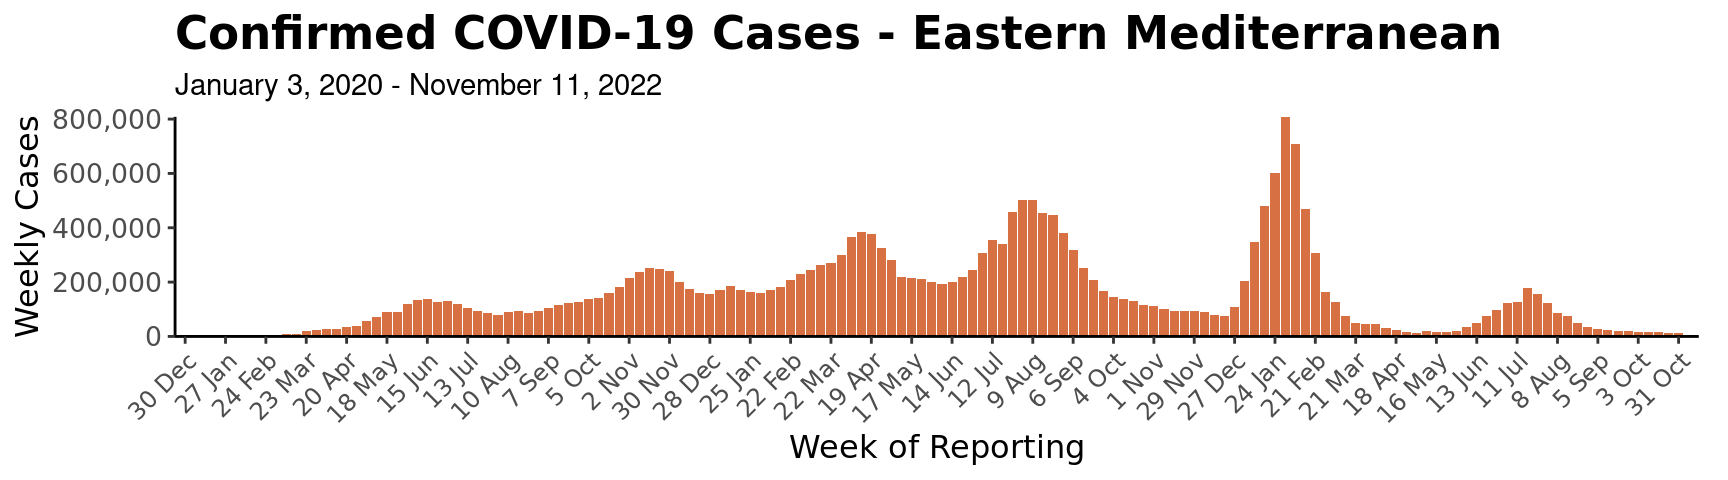 Confirmed COVID-19 Cases - Eastern Mediterranean
January 3, 2020 - November 11, 2022
Weekly Cases
800,000
600,000
400,000
200,000
0
30 Dec
27 Jan
24 Feb
23 Mar
20 Apr
18 May
15 Jun
13 Jul
10 Aug
7 Sep
5 Oct
2 Nov
30 Nov
28 Dec
25 Jan
22 Feb
22 Mar
19 Apr
17 May
14 Jun
12 Jul
9 Aug
6 Sep
4 Oct
1 Nov
29 Nov
27 Dec
24 Jan
21 Feb
21 Mar
18 Apr
16 May
13 Jun
11 Jul
8 Aug
5 Sep
3 Oct
31 Oct
Week of Reporting